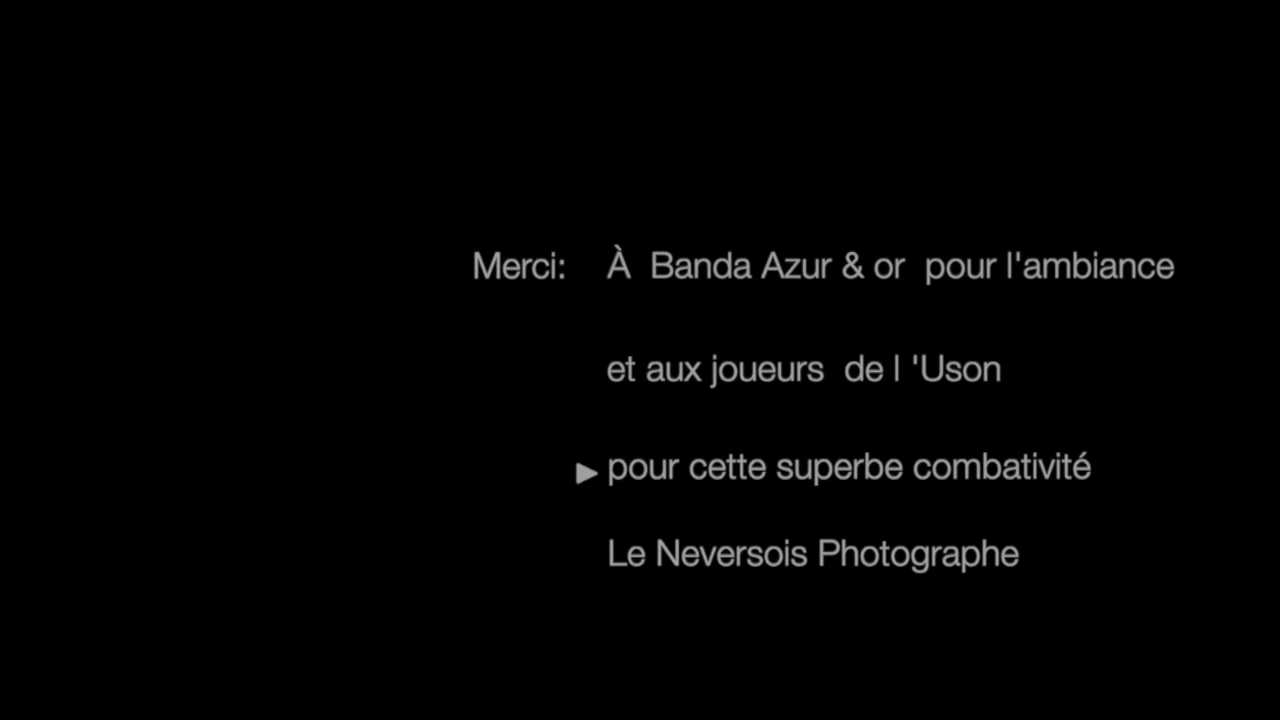 Merci: À Banda Azur & or pour l'ambiance
et aux joueurs de l 'Uson
▶ pour cette superbe combativité
Le Neversois Photographe